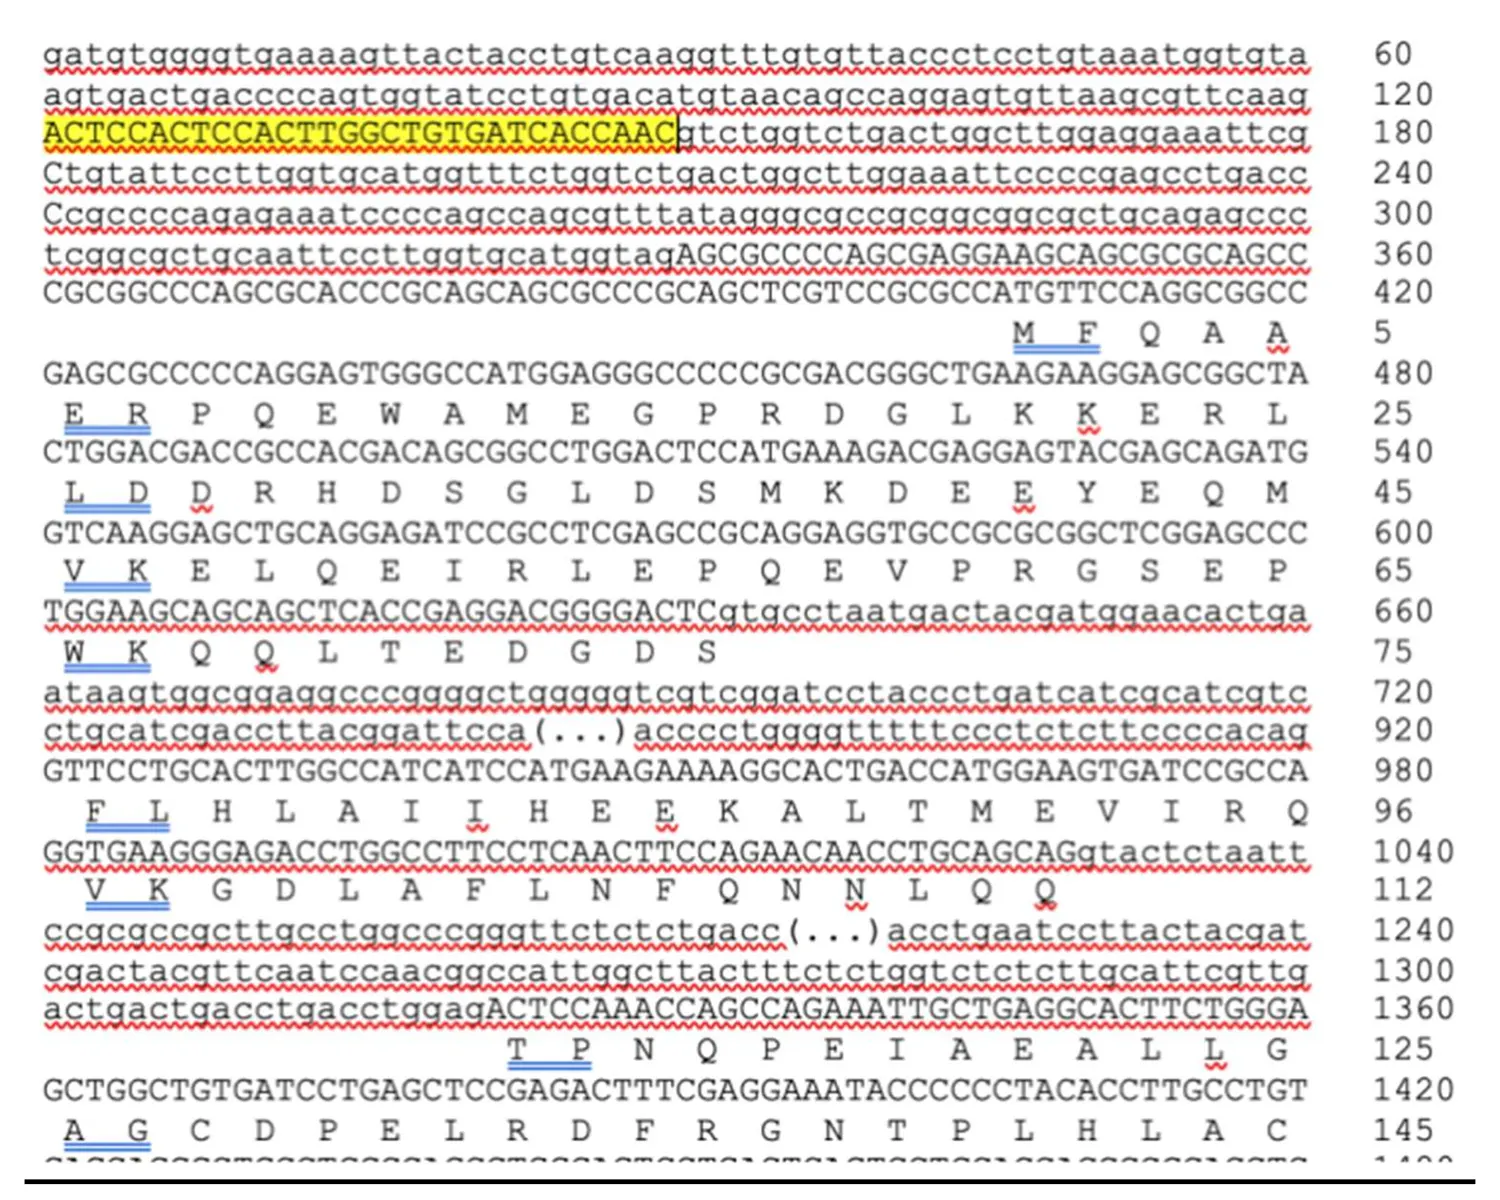 gatgtggggtgaaaagttactacctgtcaaggtttgtgttaccctcctgtaaatggtgta 60
agtgactgaccccagtggtatcctgtgacatgtaacagccaggagtgttaagcgttcaag 120
ACTCCACTCCACTTGGCTGTGATCACCAACgtctggtctgactggcttggaggaaattcg 180
Ctgtattccttggtgcatggtttctggtctgactggcttggaaattccccgagcctgacc 240
Ccgccccagagaaatccccagccagcgtttatagggcgccgcggcggcgctgcagagccc 300
tcggcgctgcaattccttggtgcatggtagAGCGCCCCAGCGAGGAAGCAGCGCGCAGCC 360
CGCGGCCCAGCGCACCCGCAGCAGCGCCCGCAGCTCGTCCGCGCCATGTTCCAGGCGGCC 420
M F Q A A 5
GAGCGCCCCCAGGAGTGGGCCATGGAGGGCCCCCGCGACGGGCTGAAGAAGGAGCGGCTA 480
E R P Q E W A M E G P R D G L K K E R L 25
CTGGACGACCGCCACGACAGCGGCCTGGACTCCATGAAAGACGAGGAGTACGAGCAGATG 540
L D D R H D S G L D S M K D E E Y E Q M 45
GTCAAGGAGCTGCAGGAGATCCGCCTCGAGCCGCAGGAGGTGCCGCGCGGCTCGGAGCCC 600
V K E L Q E I R L E P Q E V P R G S E P 65
TGGAAGCAGCAGCTCACCGAGGACGGGGACTCgtgcctaatgactacgatggaacactga 660
W K Q Q L T E D G D S 75
ataagtggcggaggcccggggctgggggtcgtcggatcctaccctgatcatcgcatcgtc 720
ctgcatcgaccttacggattcca(...)acccctggggtttttccctctcttccccacag 920
GTTCCTGCACTTGGCCATCATCCATGAAGAAAAGGCACTGACCATGGAAGTGATCCGCCA 980
F L H L A I I H E E K A L T M E V I R Q 96
GGTGAAGGGAGACCTGGCCTTCCTCAACTTCCAGAACAACCTGCAGCAGgtactctaatt 1040
V K G D L A F L N F Q N N L Q Q 112
ccgcgccgcttgcctggcccgggttctctctgacc(...)acctgaatccttactacgat 1240
cgactacgttcaatccaacggccattggcttactttctctggtctctcttgcattcgttg 1300
actgactgacctgacctggagACTCCAAACCAGCCAGAAATTGCTGAGGCACTTCTGGGA 1360
T P N Q P E I A E A L L G 125
GCTGGCTGTGATCCTGAGCTCCGAGACTTTCGAGGAAATACCCCCCTACACCTTGCCTGT 1420
A G C D P E L R D F R G N T P L H L A C 145